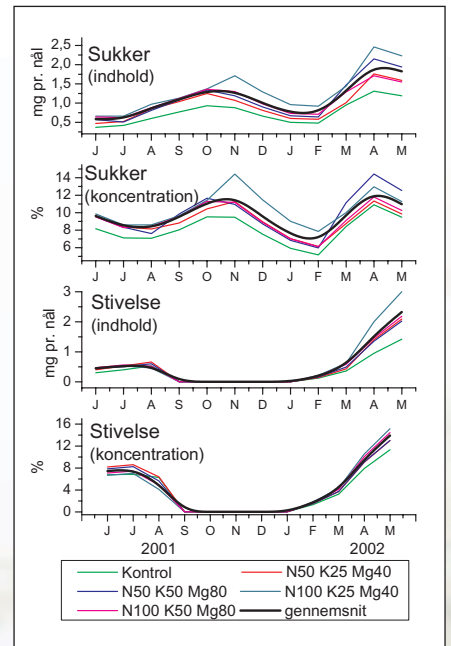 Sukker
(indhold)
mg pr. nål
2,5
2,0
1,5
1,0
0,5
J J A S O N D J F M A M
Sukker
(koncentration)
%
14
12
10
8
6
J J A S O N D J F M A M
Stivelse
(indhold)
mg pr. nål
3
2
1
0
J J A S O N D J F M A M
Stivelse
(koncentration)
%
16
12
8
4
0
J J A S O N D J F M A M
2001 2002
Kontrol N50 K25 Mg40
N50 K50 Mg80 N100 K25 Mg40
N100 K50 Mg80 gennemsnit